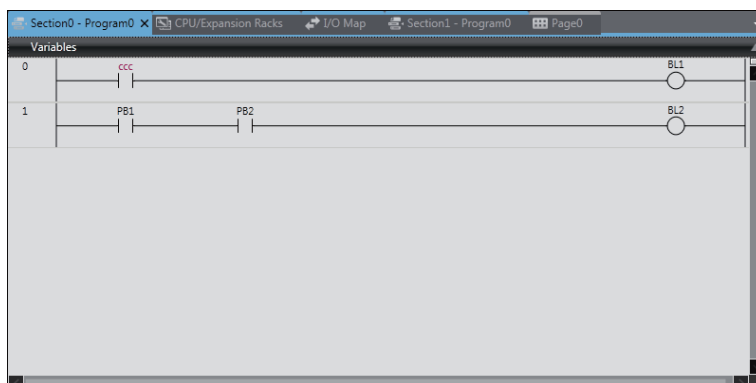 Section0 - Program0 CPU/Expansion Racks I/O Map Section1 - Program0 Page0
Variables
0 ccc BL1
1 PB1 PB2 BL2